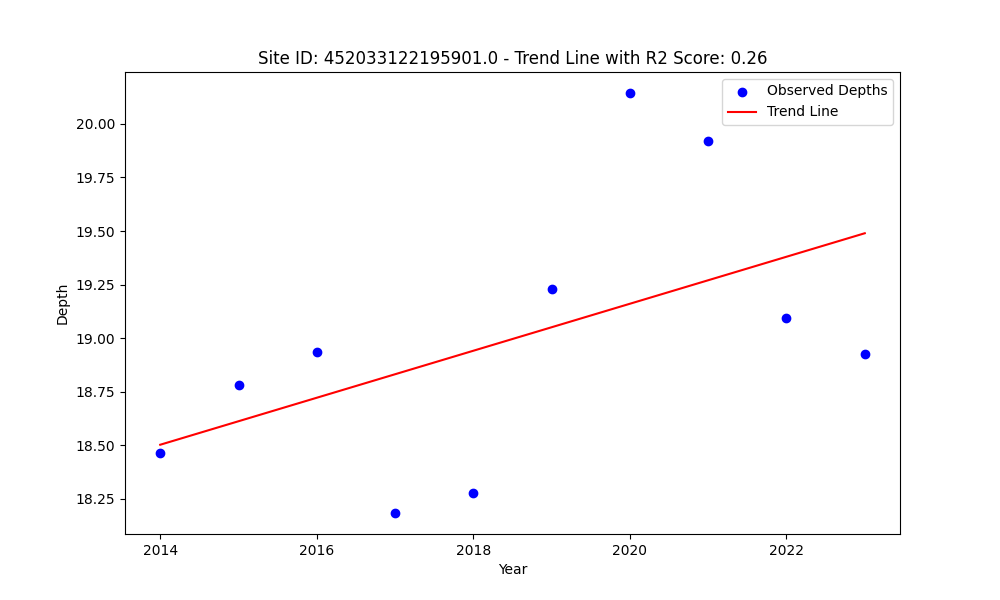 Site ID: 452033122195901.0 - Trend Line with R2 Score: 0.26
Observed Depths
Trend Line
20.00
19.75
19.50
19.25
19.00
18.75
18.50
18.25
Depth
2014
2016
2018
2020
2022
Year